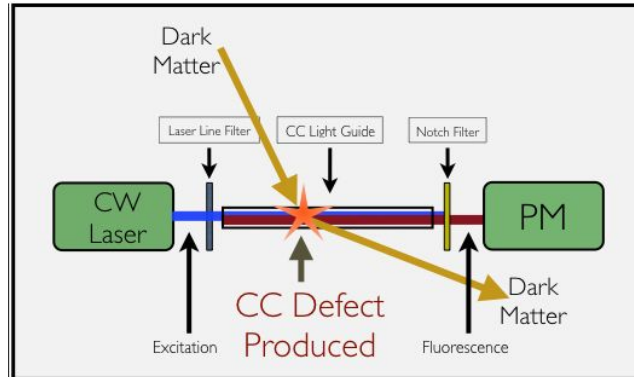 Dark
Matter
Laser Line Filter
CC Light Guide
Notch Filter
CW
Laser
PM
Excitation
CC Defect
Produced
Fluorescence
Dark
Matter